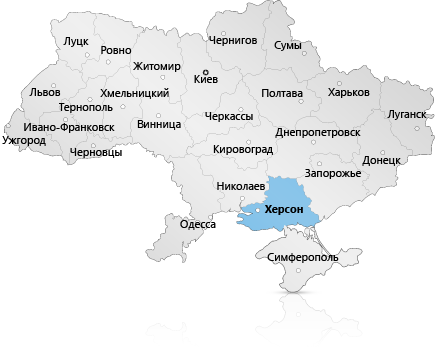 Чернигов
Луцк
Ровно
Сумы
Житомир
Киев
Львов
Хмельницкий
Полтава
Харьков
Тернополь
Черкассы
Луганск
Ивано-Франковск
Винница
Днепропетровск
Ужгород
Черновцы
Кировоград
Донецк
Запорожье
Николаев
Херсон
Одесса
Симферополь